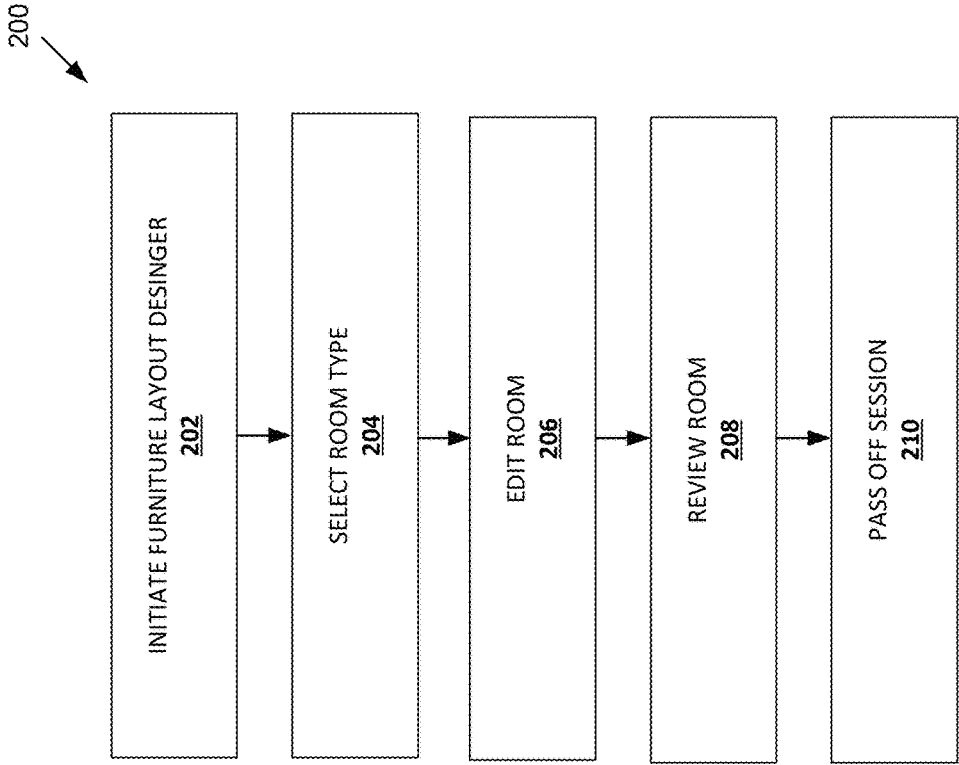 200
INITIATE FURNITURE LAYOUT DESINGER
202
SELECT ROOM TYPE
204
EDIT ROOM
206
REVIEW ROOM
208
PASS OFF SESSION
210